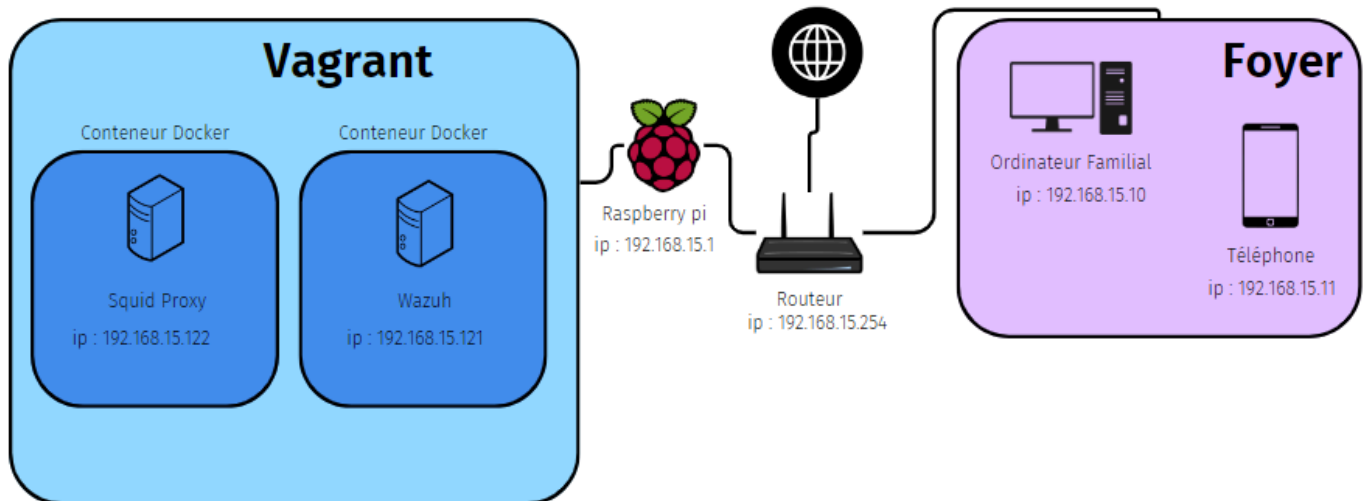 Vagrant
Conteneur Docker
Squid Proxy
ip : 192.168.15.122
Conteneur Docker
Wazuh
ip : 192.168.15.121
Raspberry pi
ip : 192.168.15.1
Routeur
ip : 192.168.15.254
Foyer
Ordinateur Familial
ip : 192.168.15.10
Téléphone
ip : 192.168.15.11